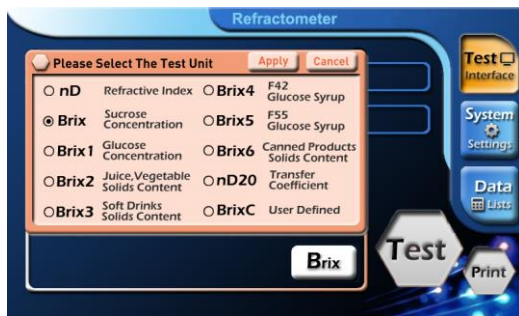 Refractometer
Please Select The Test Unit
Apply
Cancel
nD Refractive Index
Brix Sucrose
Concentration
Brix1 Glucose
Concentration
Brix2 Juice,Vegetable
Solids Content
Brix3 Soft Drinks
Solids Content
Brix4 F42
Glucose Syrup
Brix5 F55
Glucose Syrup
Brix6 Canned Products
Solids Content
nD20 Transfer
Coefficient
BrixC User Defined
Brix
Test
Interface
System
Settings
Data
Lists
Test
Print